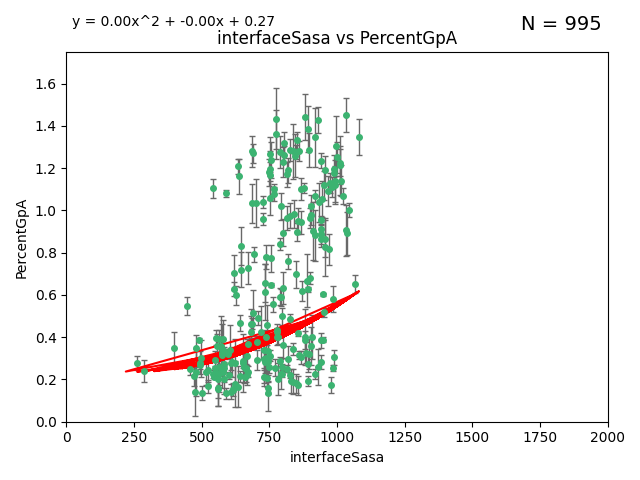 y = 0.00x^2 + -0.00x + 0.27
N = 995
interfaceSasa vs PercentGpA
PercentGpA
1.6
1.4
1.2
1.0
0.8
0.6
0.4
0.2
0.0
0 250 500 750 1000 1250 1500 1750 2000
interfaceSasa